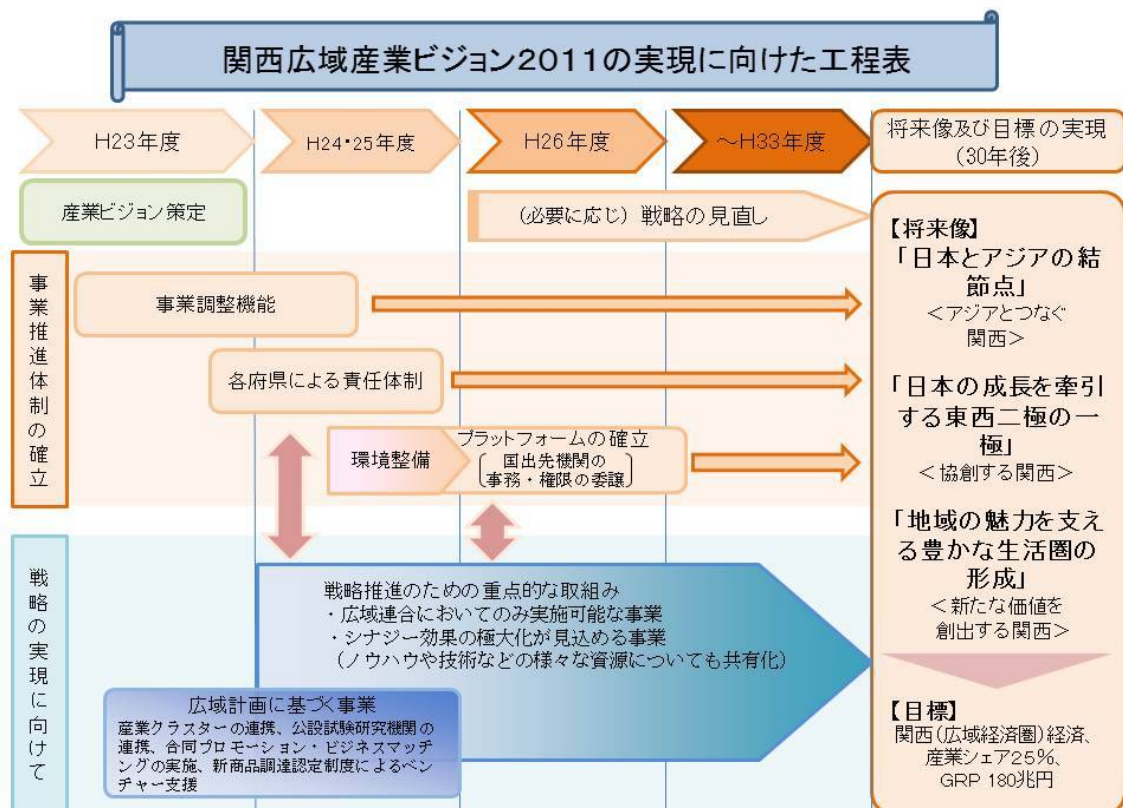 関西広域産業ビジョン2011の実現に向けた工程表
H23年度
H24・25年度
H26年度
～H33年度
将来像及び目標の実現
(30年後)
産業ビジョン策定
(必要に応じ) 戦略の見直し
事業推進体制の確立
事業調整機能
各府県による責任体制
環境整備
プラットフォームの確立
国出先機関の
事務・権限の委譲
戦略の実現に向けて
戦略推進のための重点的な取組み
・広域連合においてのみ実施可能な事業
・シナジー効果の極大化が見込める事業
(ノウハウや技術などの様々な資源についても共有化)
広域計画に基づく事業
産業クラスターの連携、公設試験研究機関の
連携、合同プロモーション・ビジネスマッチ
ングの実施、新商品調達認定制度によるベン
チャー支援
【将来像】
「日本とアジアの結
節点」
＜アジアとつなぐ
関西＞
「日本の成長を牽引
する東西二極の一
極」
＜協創する関西＞
「地域の魅力を支え
る豊かな生活圏の
形成」
＜新たな価値を
創出する関西＞
【目標】
関西(広域経済圏)経済、
産業シェア25％、
GRP 180兆円